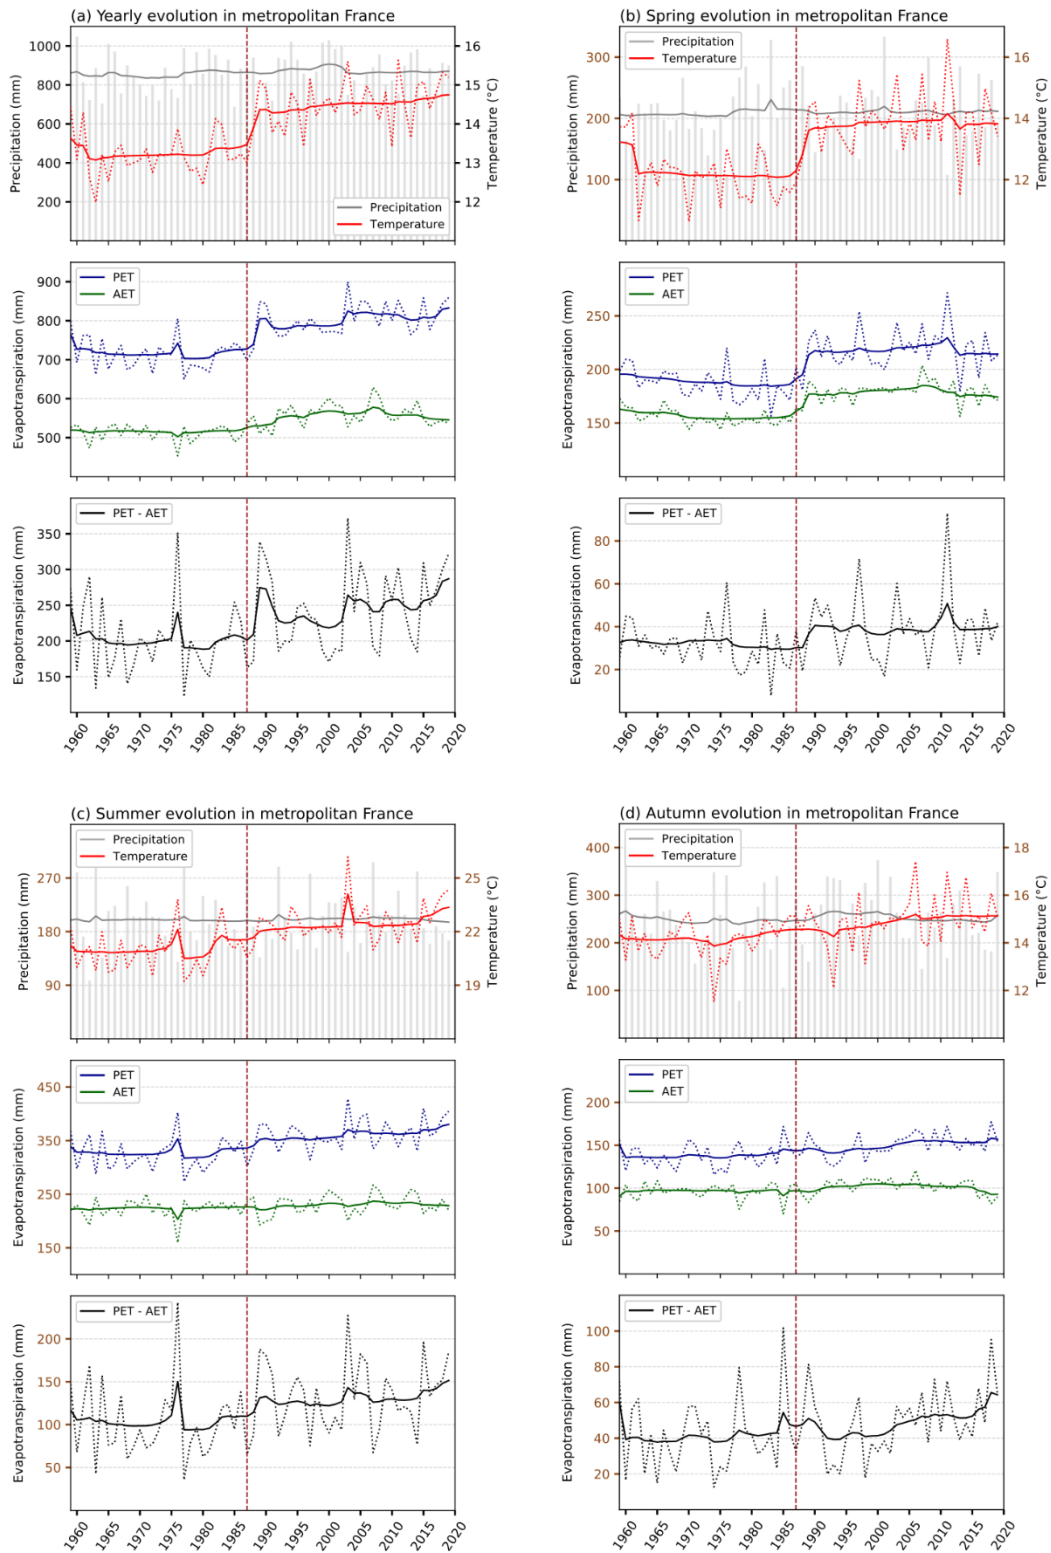 (a) Yearly evolution in metropolitan France
Precipitation (mm)
1000
800
600
400
200
16
15
14
13
12
Temperature (°C)
Precipitation
Temperature
Evapotranspiration (mm)
900
800
700
600
500
PET
AET
Evapotranspiration (mm)
350
300
250
200
150
PET - AET
1960
1965
1970
1975
1980
1985
1990
1995
2000
2005
2010
2015
2020
(b) Spring evolution in metropolitan France
Precipitation (mm)
300
200
100
16
14
12
Temperature (°C)
Precipitation
Temperature
Evapotranspiration (mm)
250
200
150
PET
AET
Evapotranspiration (mm)
80
60
40
20
PET - AET
1960
1965
1970
1975
1980
1985
1990
1995
2000
2005
2010
2015
2020
(c) Summer evolution in metropolitan France
Precipitation (mm)
270
180
90
25
22
19
Temperature (°C)
Precipitation
Temperature
Evapotranspiration (mm)
450
350
250
150
PET
AET
Evapotranspiration (mm)
200
150
100
50
PET - AET
1960
1965
1970
1975
1980
1985
1990
1995
2000
2005
2010
2015
2020
(d) Autumn evolution in metropolitan France
Precipitation (mm)
400
300
200
100
18
16
14
12
Temperature (°C)
Precipitation
Temperature
Evapotranspiration (mm)
200
150
100
50
PET
AET
Evapotranspiration (mm)
100
80
60
40
20
PET - AET
1960
1965
1970
1975
1980
1985
1990
1995
2000
2005
2010
2015
2020